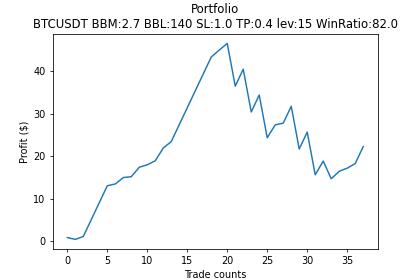 Portfolio
BTCUSDT BBM:2.7 BBL:140 SL:1.0 TP:0.4 lev:15 WinRatio:82.0
40
30
20
10
0
Profit ($)
0 5 10 15 20 25 30 35
Trade counts